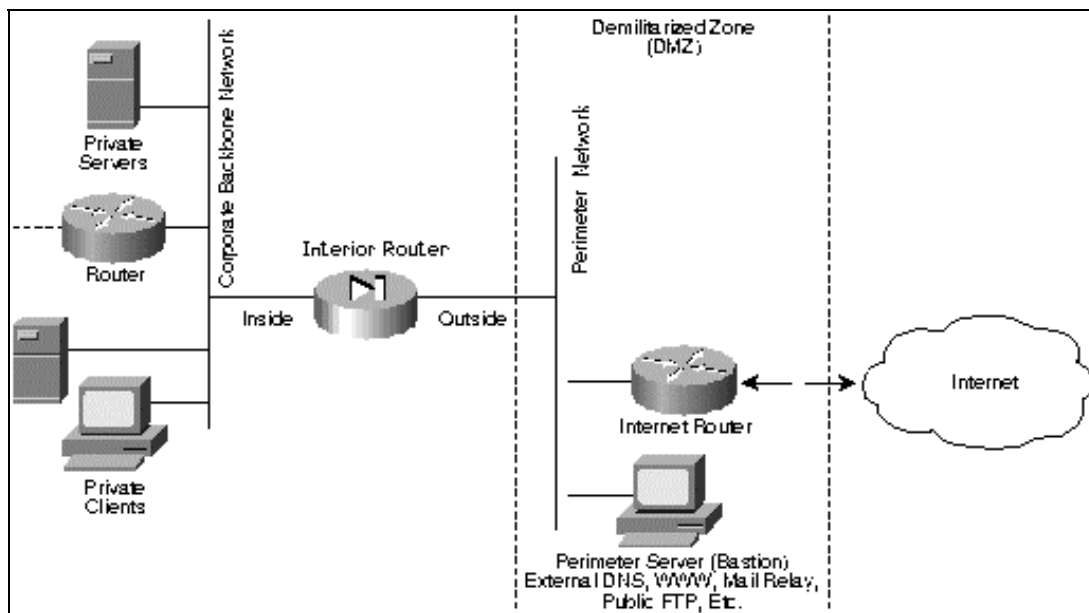 Demilitarized Zone
(DMZ)
Corporate Backbone Network
Private
Servers
Router
Interior Router
Inside
Outside
Perimeter Network
Internet Router
Internet
Private
Clients
Perimeter Server (Bastion)
External DNS, WWW, Mail Relay,
Public FTP, Etc.